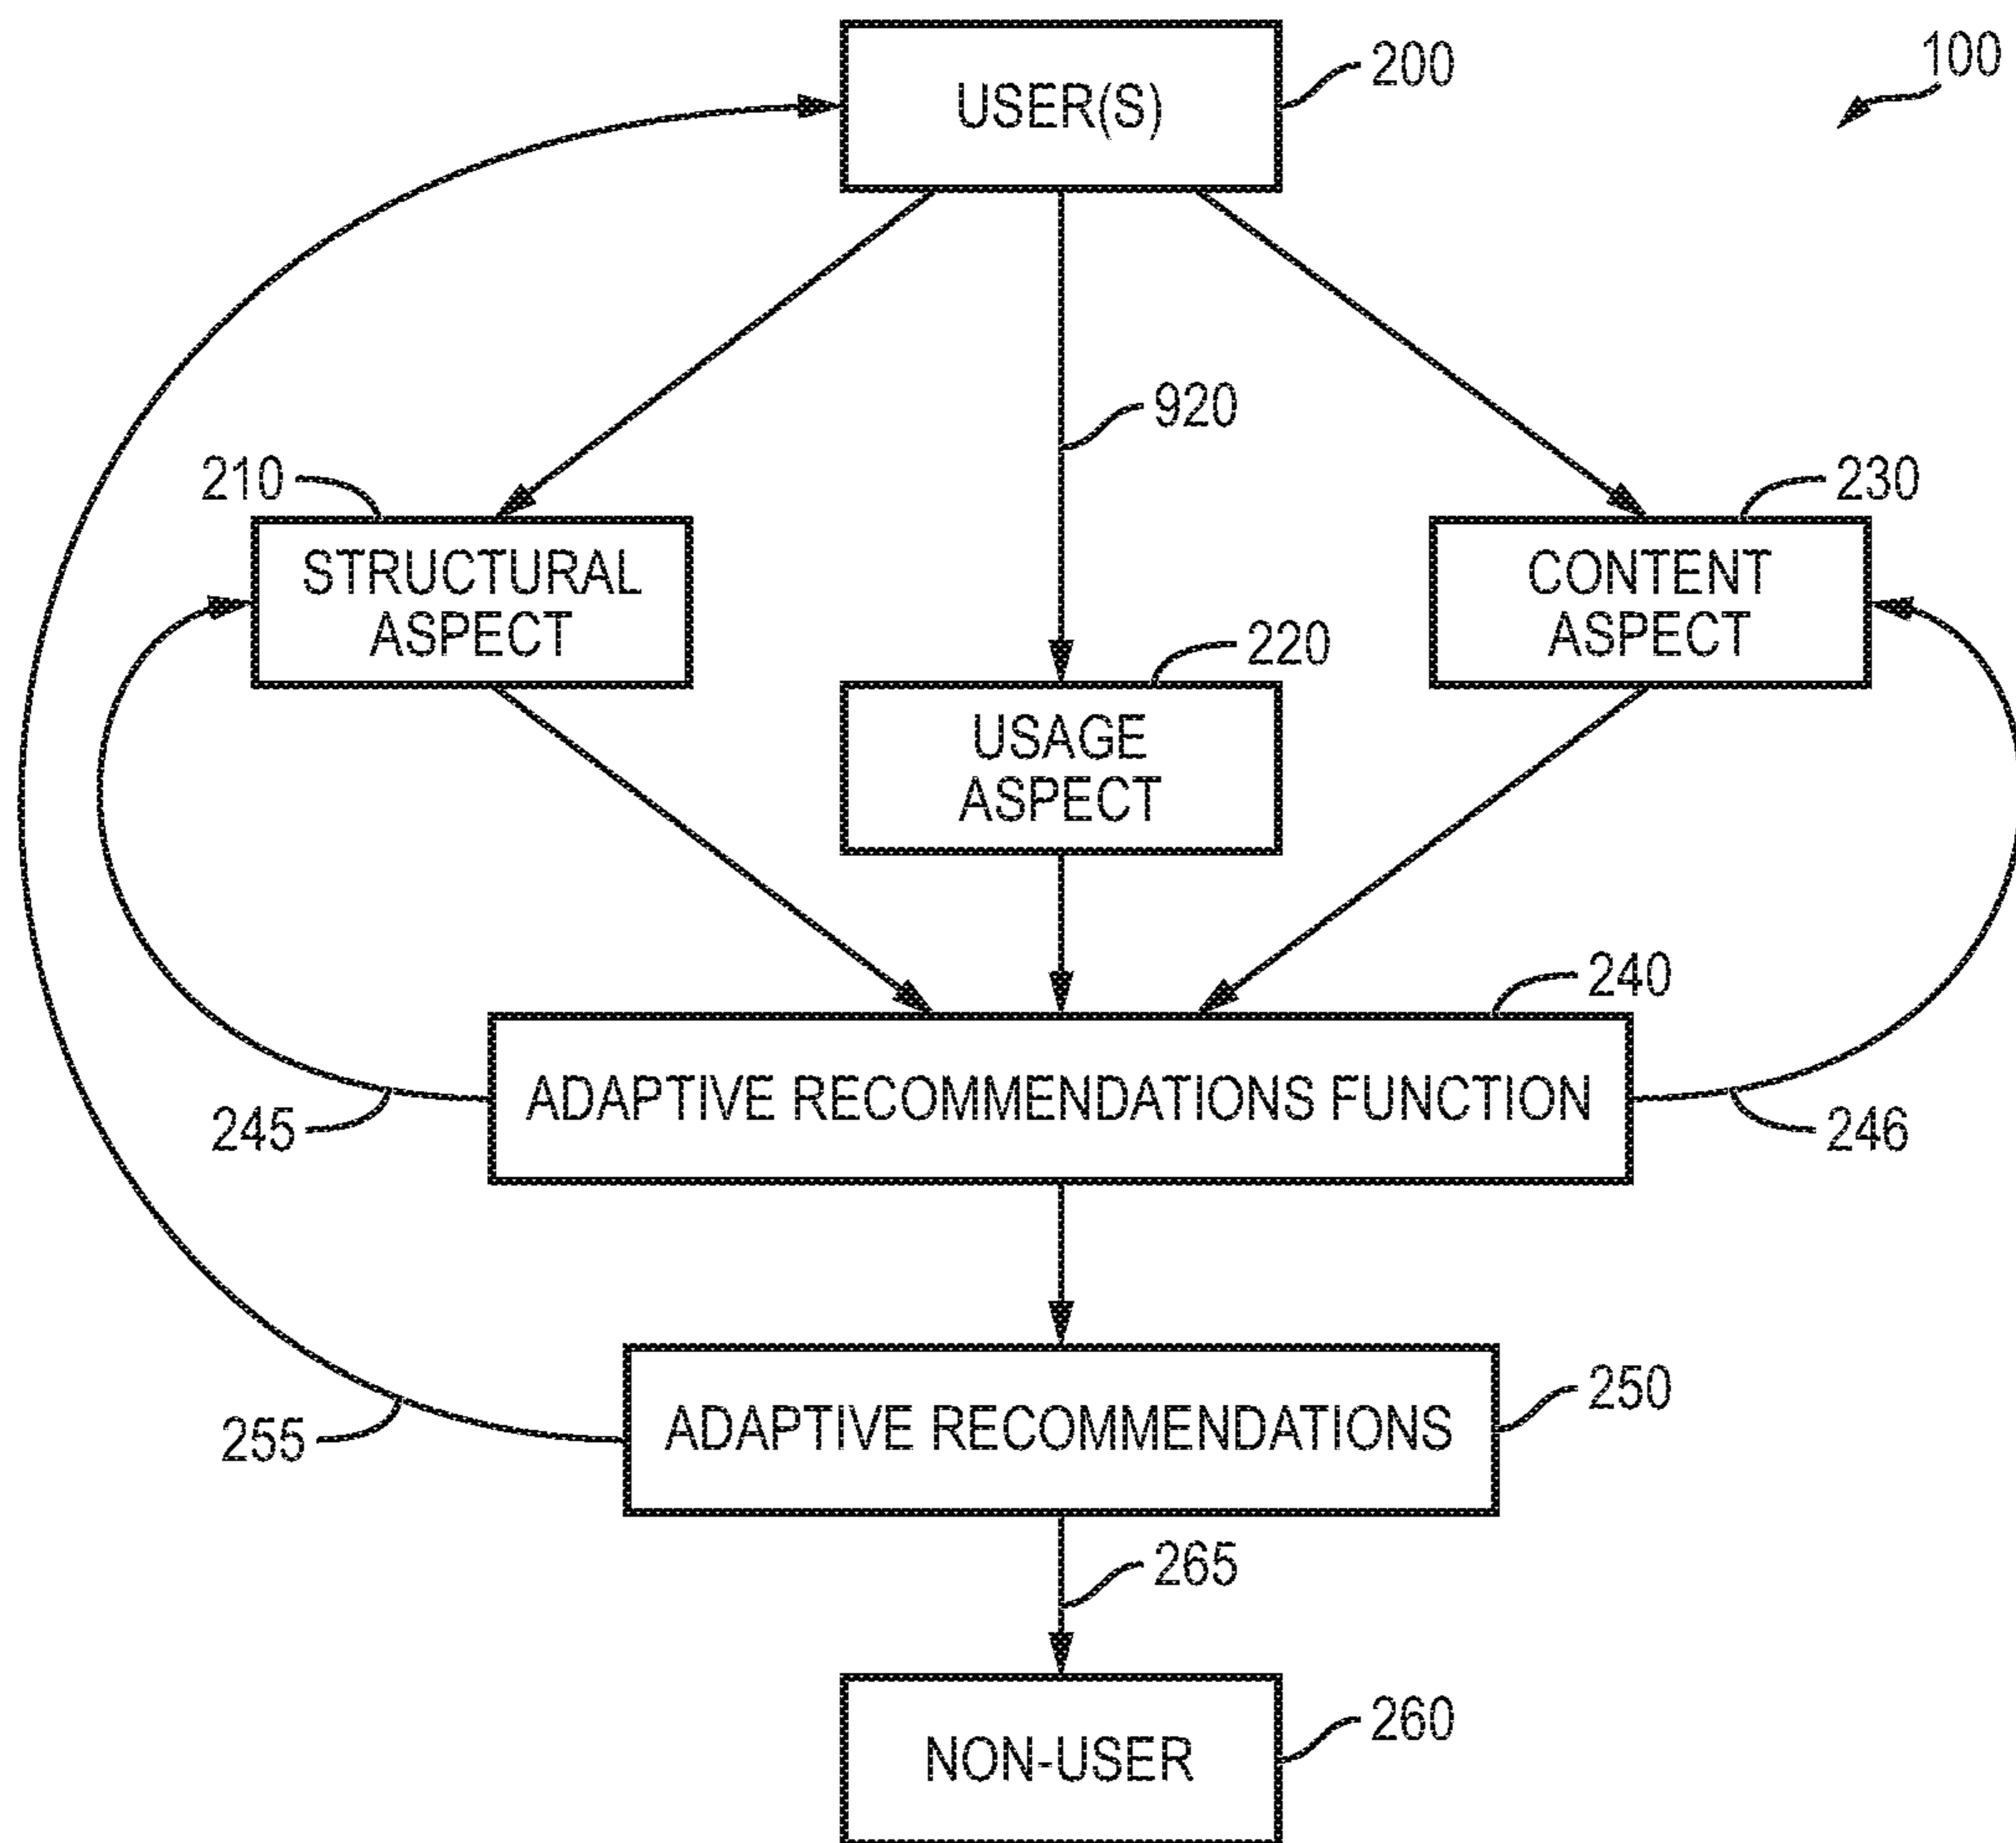 USER(S)
200
100
920
210
230
STRUCTURAL
ASPECT
CONTENT
ASPECT
220
USAGE
ASPECT
240
ADAPTIVE RECOMMENDATIONS FUNCTION
245
246
250
ADAPTIVE RECOMMENDATIONS
255
265
260
NON-USER